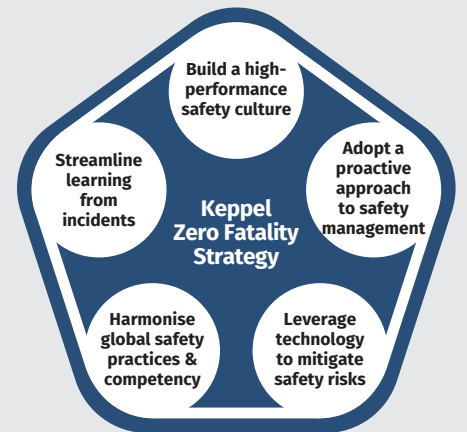 Build a high-
performance
safety culture
Streamline
learning
from
incidents
Adopt a
proactive
approach
to safety
management
Keppel
Zero Fatality
Strategy
Harmonise
global safety
practices &
competency
Leverage
technology
to mitigate
safety risks